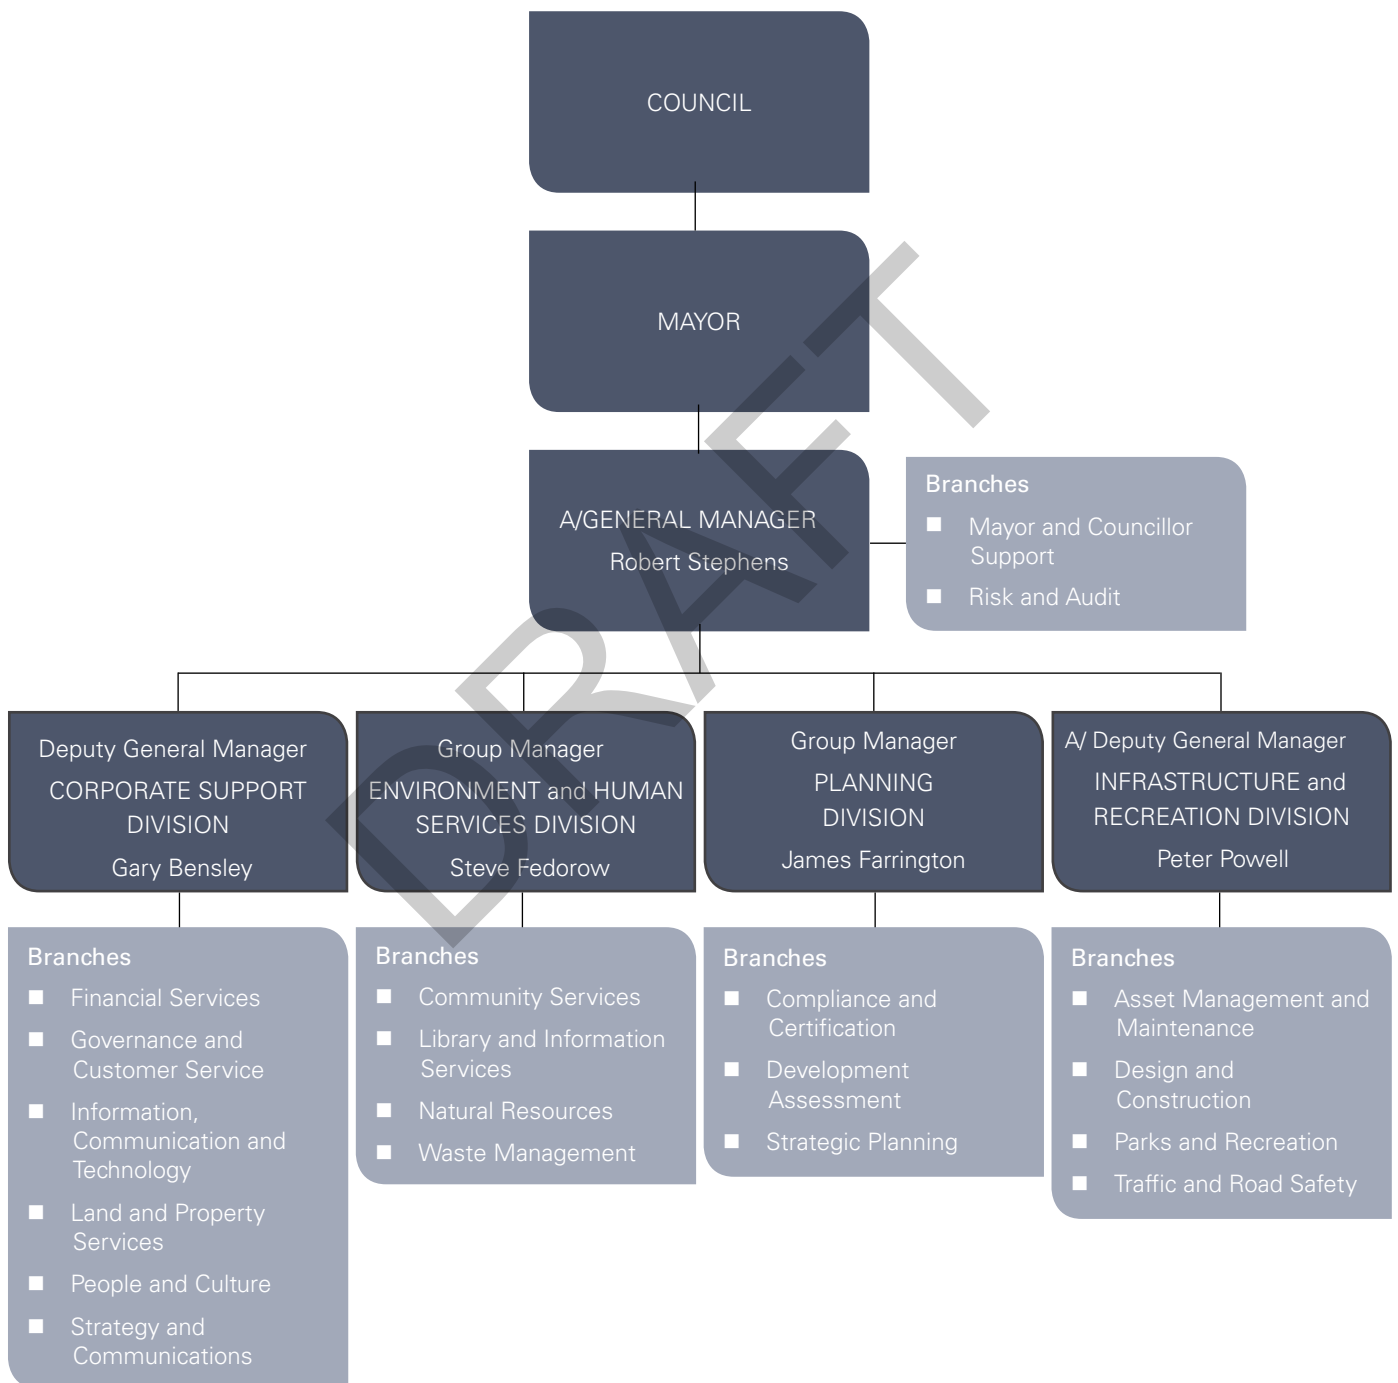 COUNCIL
MAYOR
A/GENERAL MANAGER
Robert Stephens
Branches
Mayor and Councillor
Support
Risk and Audit
Deputy General Manager
CORPORATE SUPPORT
DIVISION
Gary Bensley
Group Manager
ENVIRONMENT and HUMAN
SERVICES DIVISION
Steve Fedorow
Group Manager
PLANNING
DIVISION
James Farrington
A/ Deputy General Manager
INFRASTRUCTURE and
RECREATION DIVISION
Peter Powell
Branches
Financial Services
Governance and
Customer Service
Information,
Communication and
Technology
Land and Property
Services
People and Culture
Strategy and
Communications
Branches
Community Services
Library and Information
Services
Natural Resources
Waste Management
Branches
Compliance and
Certification
Development
Assessment
Strategic Planning
Branches
Asset Management and
Maintenance
Design and
Construction
Parks and Recreation
Traffic and Road Safety
DRAFT